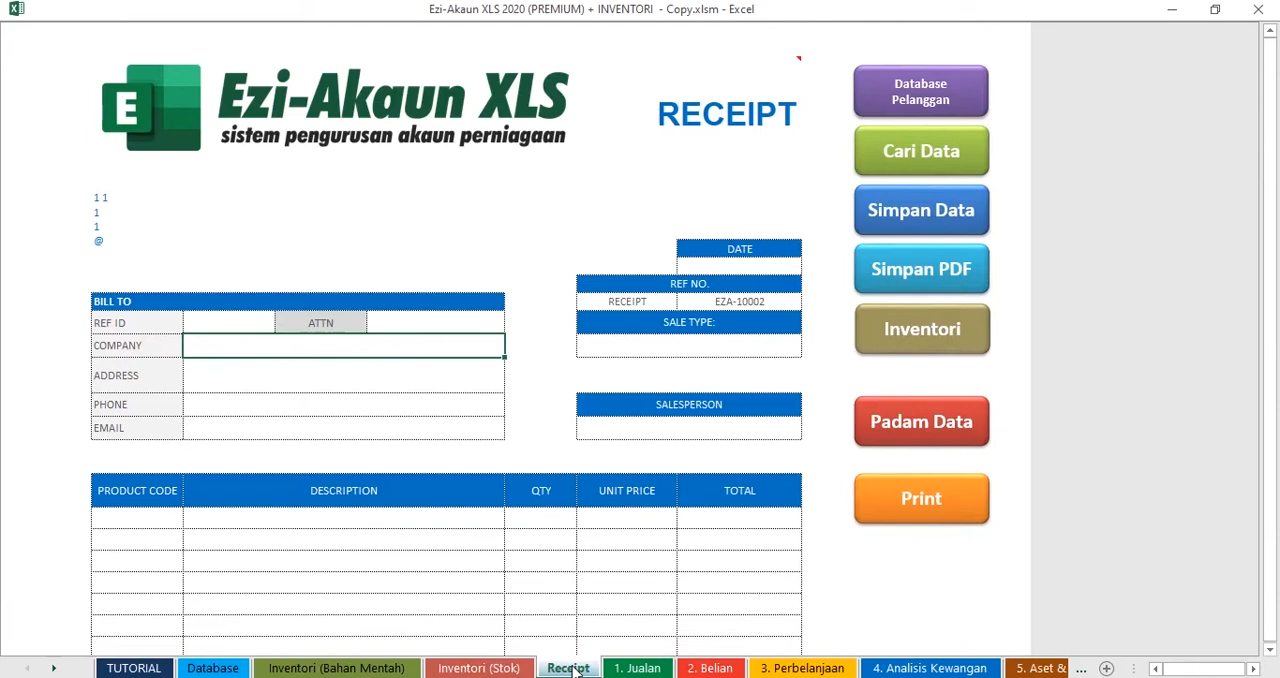 Ezi-Akaun XLS 2020 (PREMIUM) + INVENTORI - Copy.xlsm - Excel
E
Ezi-Akaun XLS
sistem pengurusan akaun perniagaan
RECEIPT
Database
Pelanggan
Cari Data
Simpan Data
Simpan PDF
Inventori
Padam Data
Print
1 1
1
1
@
DATE
REF NO.
RECEIPT EZA-10002
SALE TYPE:
BILL TO
REF ID ATTN
COMPANY
ADDRESS
PHONE
EMAIL
SALESPERSON
PRODUCT CODE DESCRIPTION QTY UNIT PRICE TOTAL
TUTORIAL Database Inventori (Bahan Mentah) Inventori (Stok) Receipt 1. Jualan 2. Belian 3. Perbelanjaan 4. Analisis Kewangan 5. Aset & ...